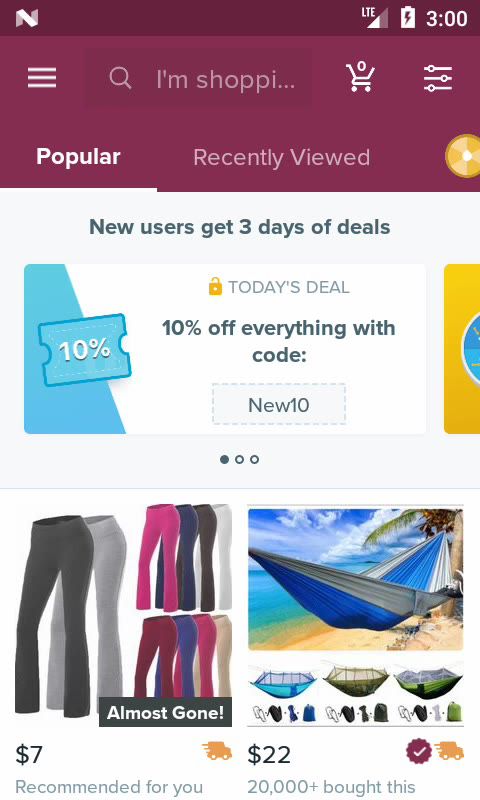 LTE 3:00
0
I'm shoppi...
Popular
Recently Viewed
New users get 3 days of deals
TODAY'S DEAL
10%
10% off everything with
code:
New10
Almost Gone!
$7
$22
Recommended for you
20,000+ bought this